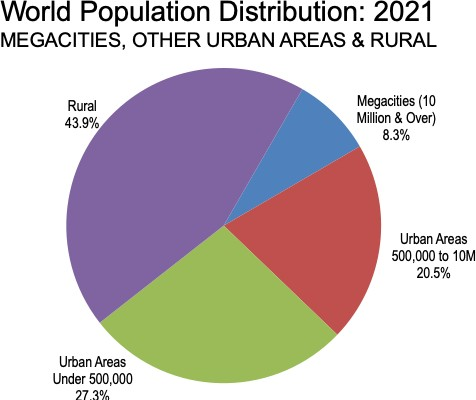 World Population Distribution: 2021
MEGACITIES, OTHER URBAN AREAS & RURAL
Rural
43.9%
Megacities (10
Million & Over)
8.3%
Urban Areas
500,000 to 10M
20.5%
Urban Areas
Under 500,000
27.3%